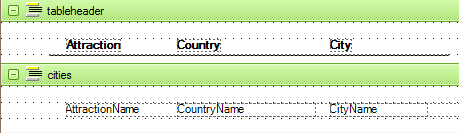 tableheader
Attraction Country City
cities
AttractionName CountryName CityName